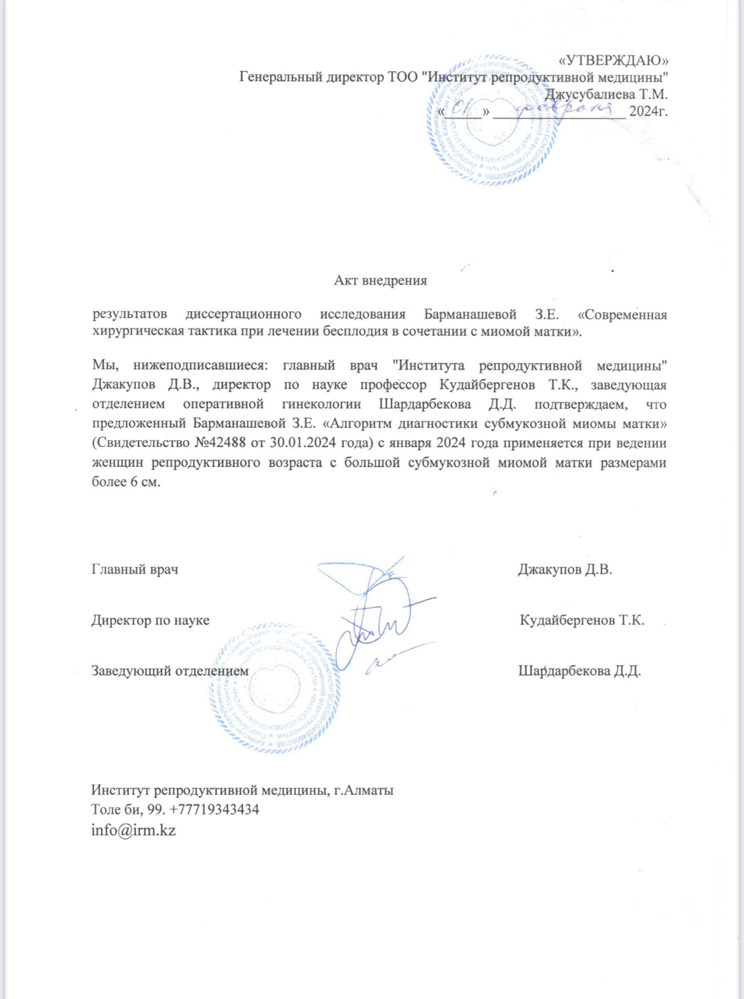 «УТВЕРЖДАЮ»
Генеральный директор ТОО "Институт репродуктивной медицины"
Джусубалиева Т.М.
«01» февраля 2024г.
Акт внедрения
результатов диссертационного исследования Барманашевой З.Е. «Современная
хирургическая тактика при лечении бесплодия в сочетании с миомой матки».
Мы, нижеподписавшиеся: главный врач "Института репродуктивной медицины"
Джакупов Д.В., директор по науке профессор Кудайбергенов Т.К., заведующая
отделением оперативной гинекологии Шардарбекова Д.Д. подтверждаем, что
предложенный Барманашевой З.Е. «Алгоритм диагностики субмукозной миомы матки»
(Свидетельство №42488 от 30.01.2024 года) с января 2024 года применяется при ведении
женщин репродуктивного возраста с большой субмукозной миомой матки размерами
более 6 см.
Главный врач Джакупов Д.В.
Директор по науке Кудайбергенов Т.К.
Заведующий отделением Шардарбекова Д.Д.
Институт репродуктивной медицины, г.Алматы
Толе би, 99. +77719343434
info@irm.kz